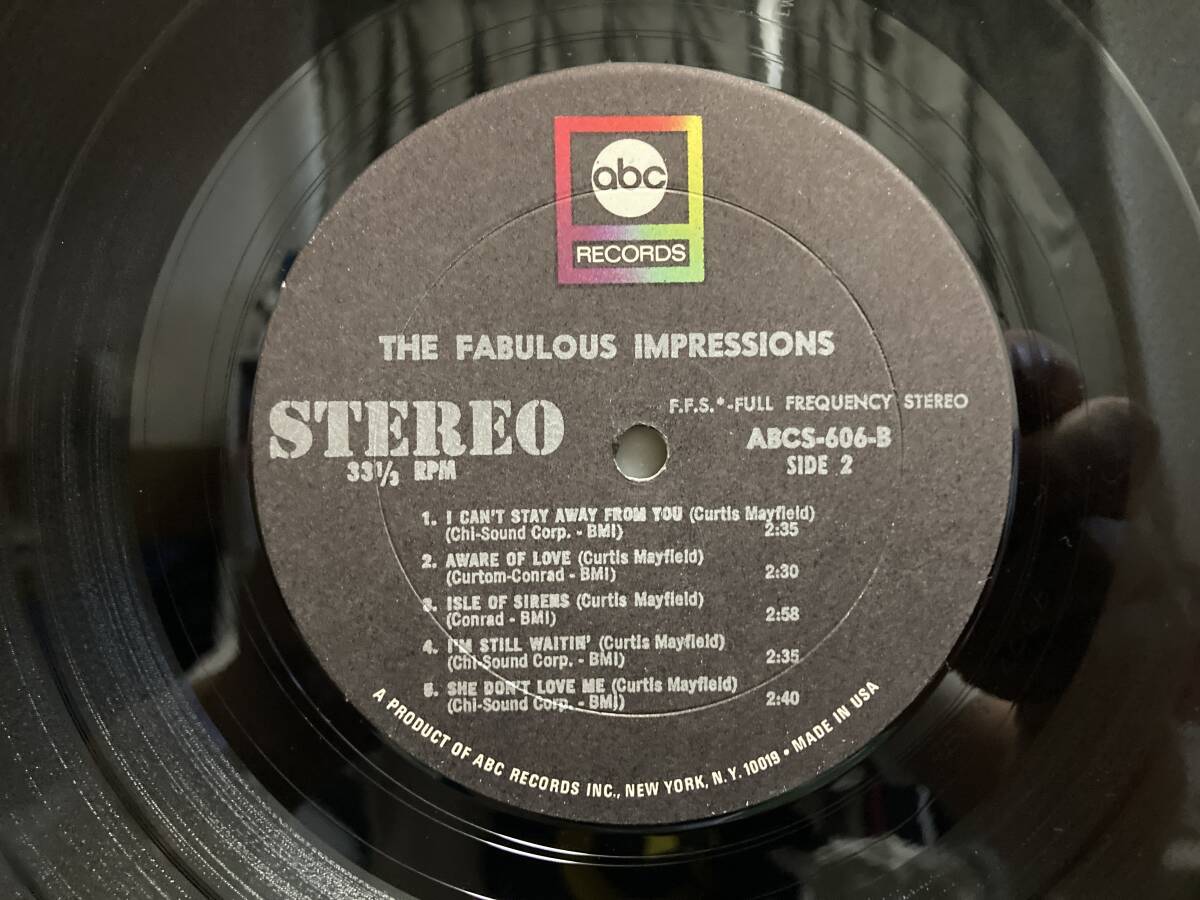 abc
RECORDS
THE FABULOUS IMPRESSIONS
STEREO
33⅓ RPM
F.F.S.*-FULL FREQUENCY STEREO
ABCS-606-B
SIDE 2
1. I CAN'T STAY AWAY FROM YOU (Curtis Mayfield)
(Chi-Sound Corp. - BMI) 2:35
2. AWARE OF LOVE (Curtis Mayfield)
(Curtom-Conrad - BMI) 2:30
3. ISLE OF SIRENS (Curtis Mayfield)
(Conrad - BMI) 2:58
4. I'M STILL WAITIN' (Curtis Mayfield)
(Chi-Sound Corp. - BMI) 2:35
5. SHE DON'T LOVE ME (Curtis Mayfield)
(Chi-Sound Corp. - BMI) 2:40
A PRODUCT OF ABC RECORDS INC., NEW YORK, N.Y. 10019 • MADE IN USA